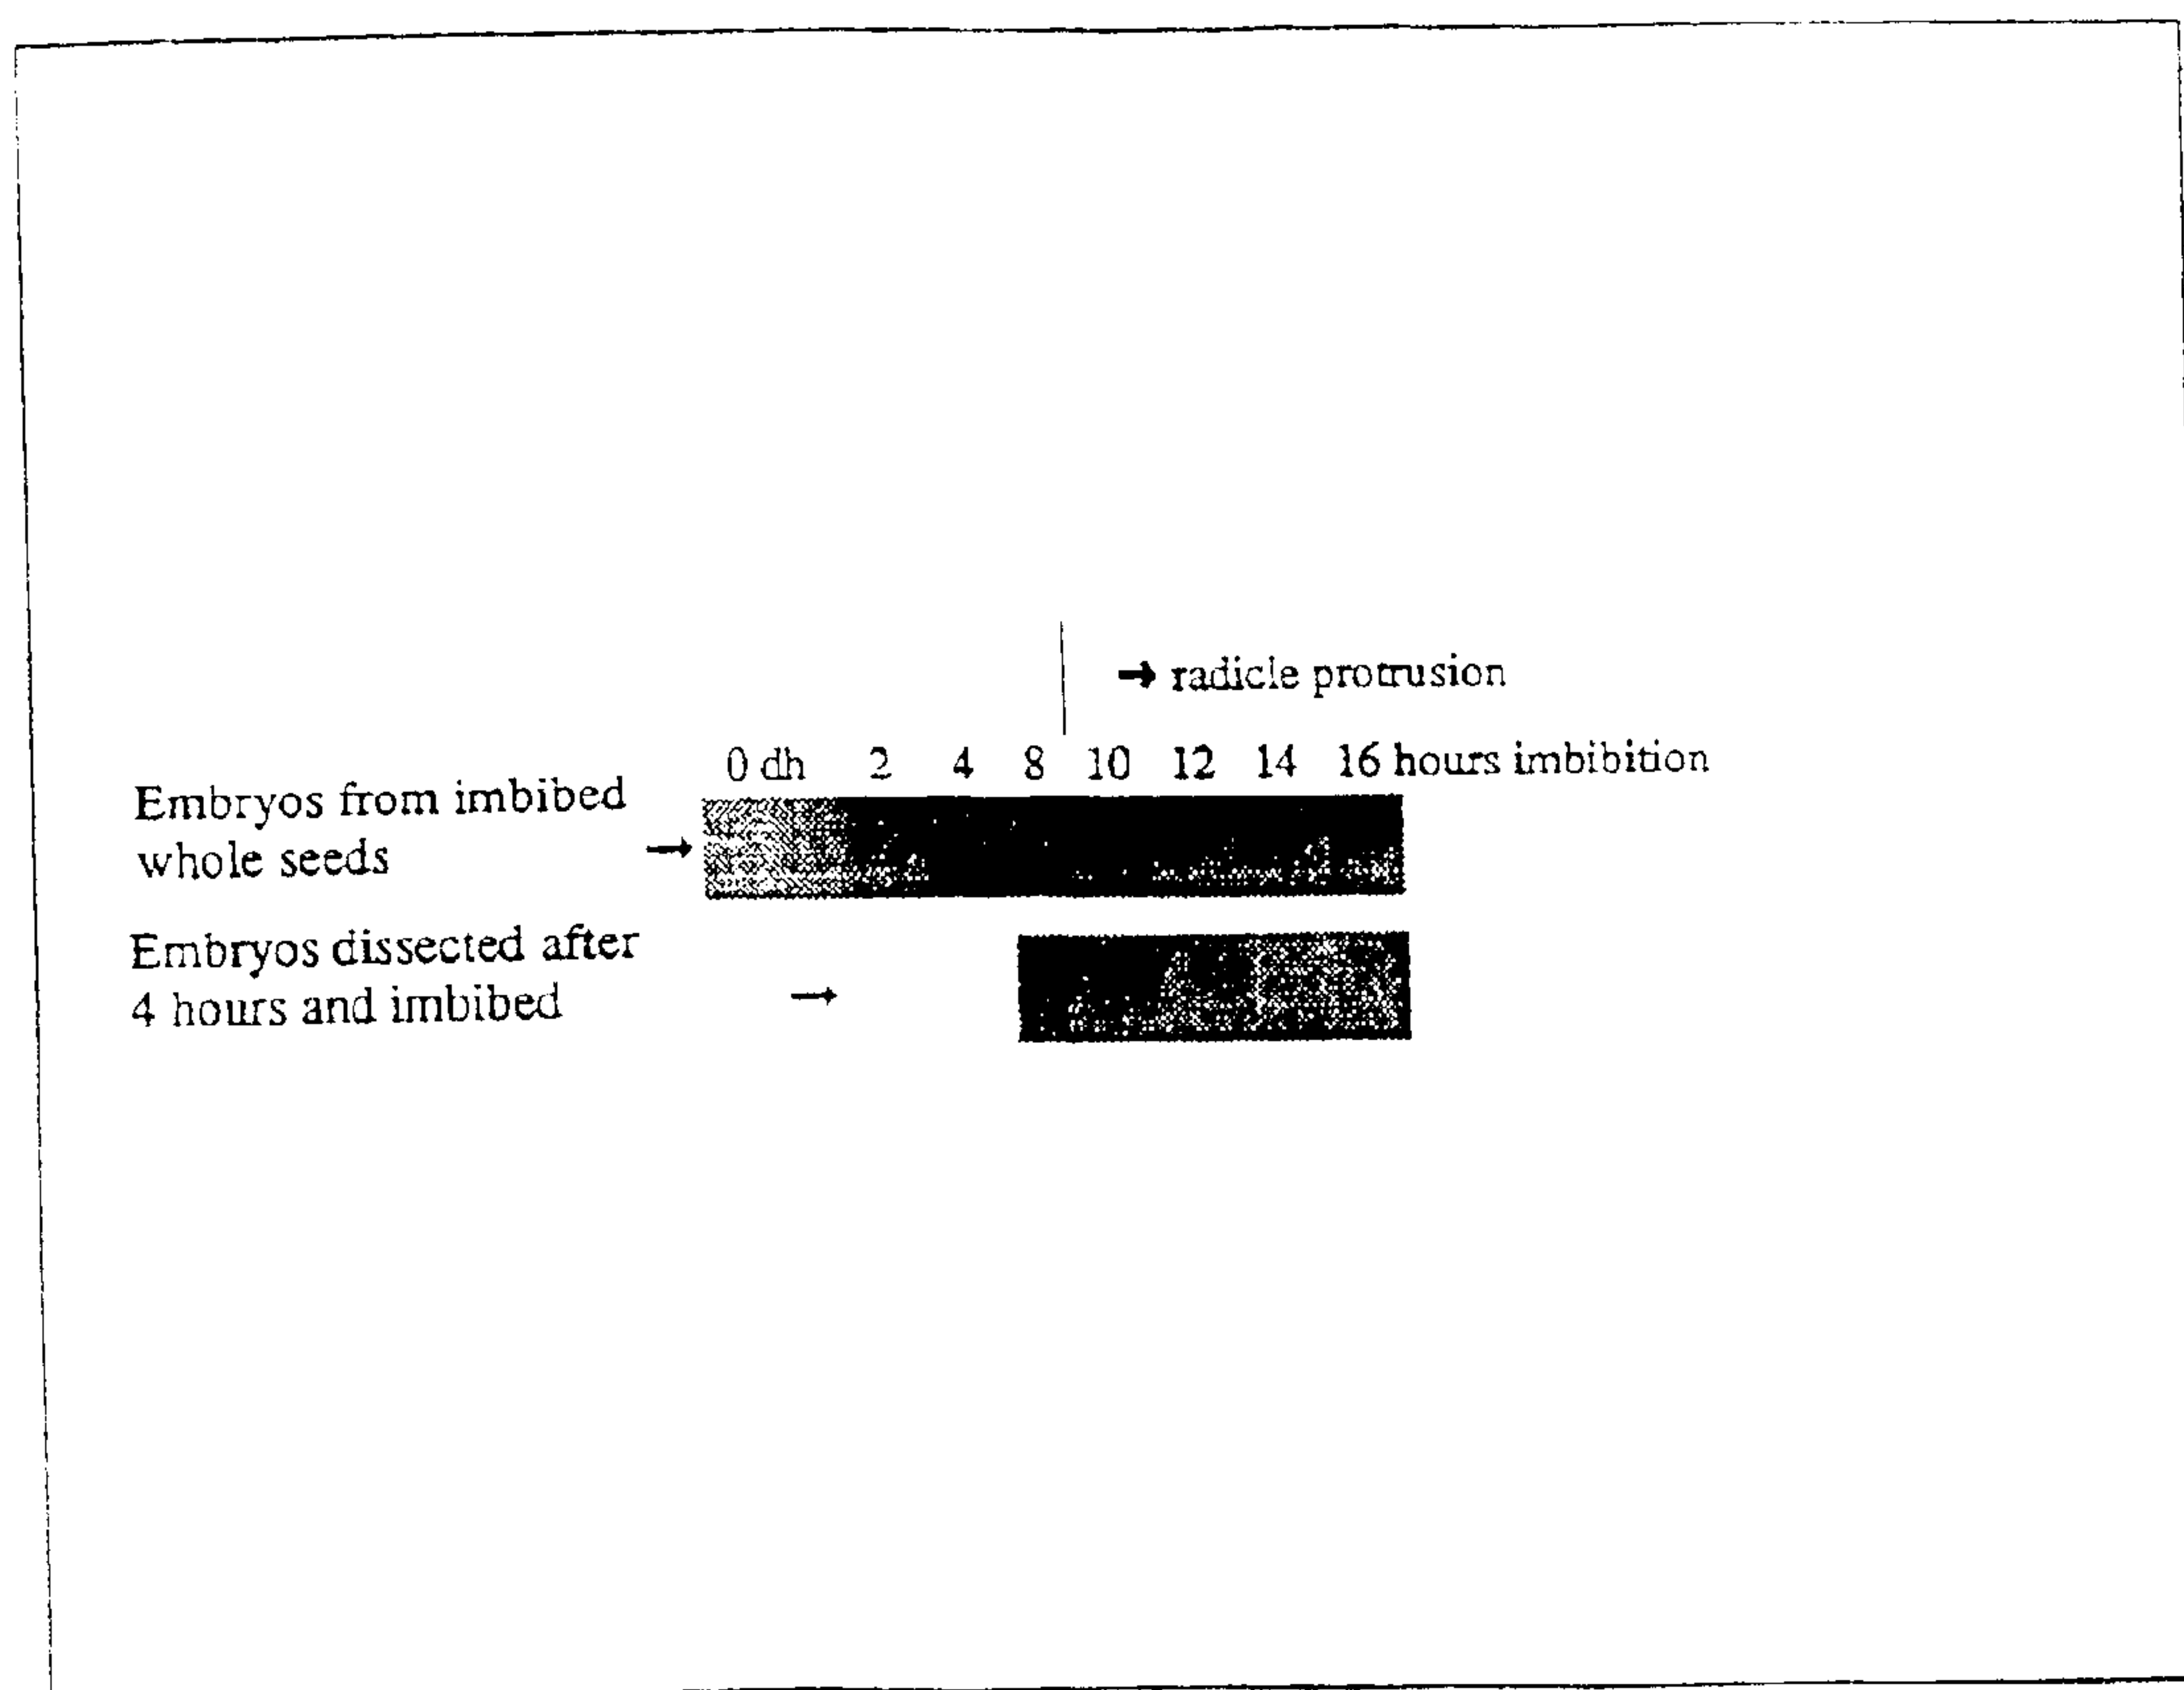 → radicle protrusion
0 dh 2 4 8 10 12 14 16 hours imbibition
Embryos from imbibed
whole seeds →
Embryos dissected after
4 hours and imbibed →